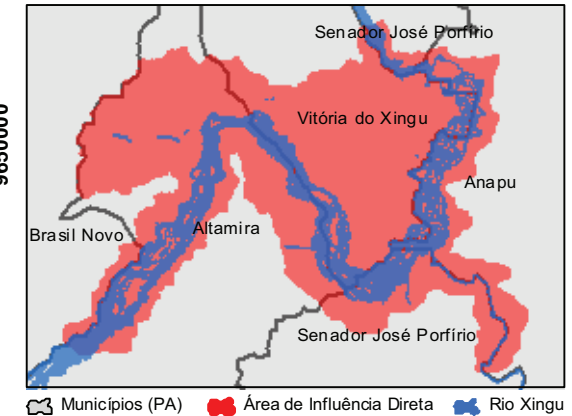 Senador José Porfírio
9650000
Vitória do Xingu
Anapu
Brasil Novo
Altamira
Senador José Porfírio
Municípios (PA) Área de Influência Direta Rio Xingu